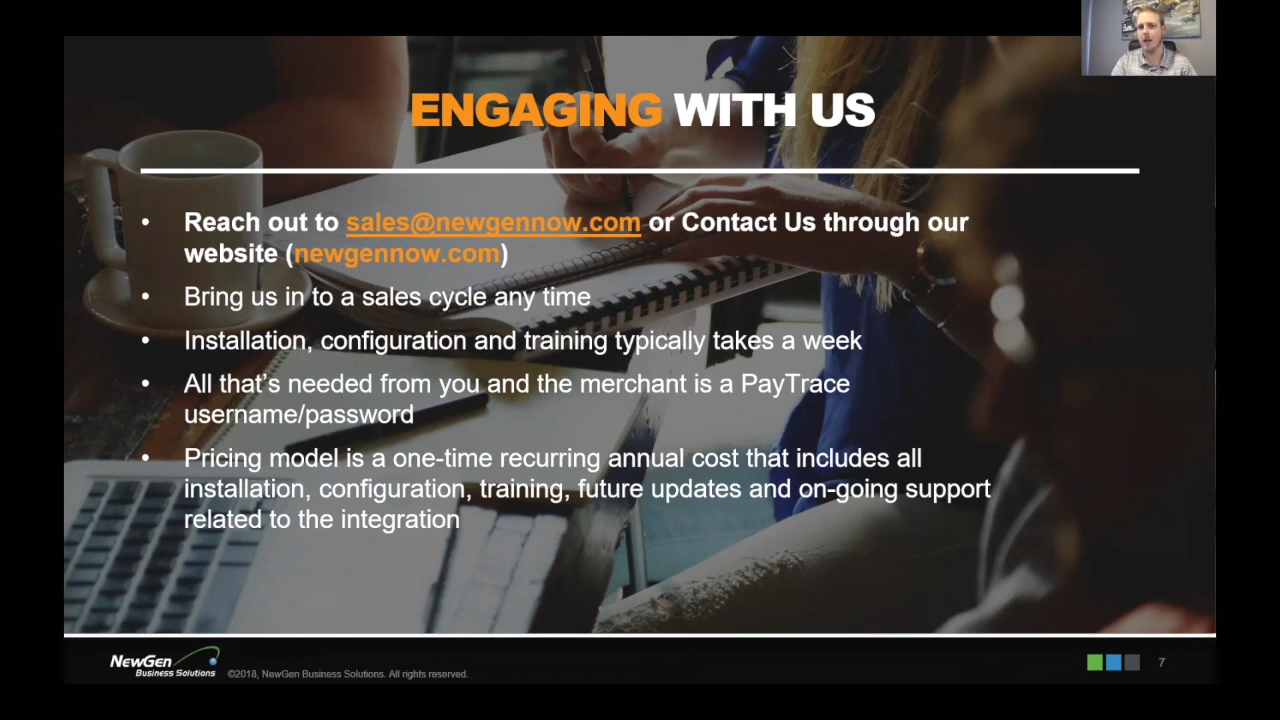 ENGAGING WITH US
• Reach out to sales@newgennow.com or Contact Us through our
website (newgennow.com)
• Bring us in to a sales cycle any time
• Installation, configuration and training typically takes a week
• All that's needed from you and the merchant is a PayTrace
username/password
• Pricing model is a one-time recurring annual cost that includes all
installation, configuration, training, future updates and on-going support
related to the integration
NewGen
Business Solutions
©2018, NewGen Business Solutions. All rights reserved.
7